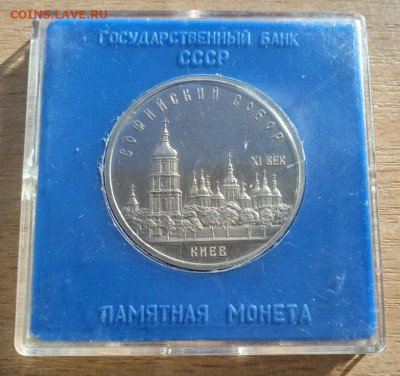 COINS.LAVE.RU
ГОСУДАРСТВЕННЫЙ БАНК
СССР
СОФИЙСКИЙ СОБОР
XI ВЕК
КИЕВ
ПАМЯТНАЯ МОНЕТА